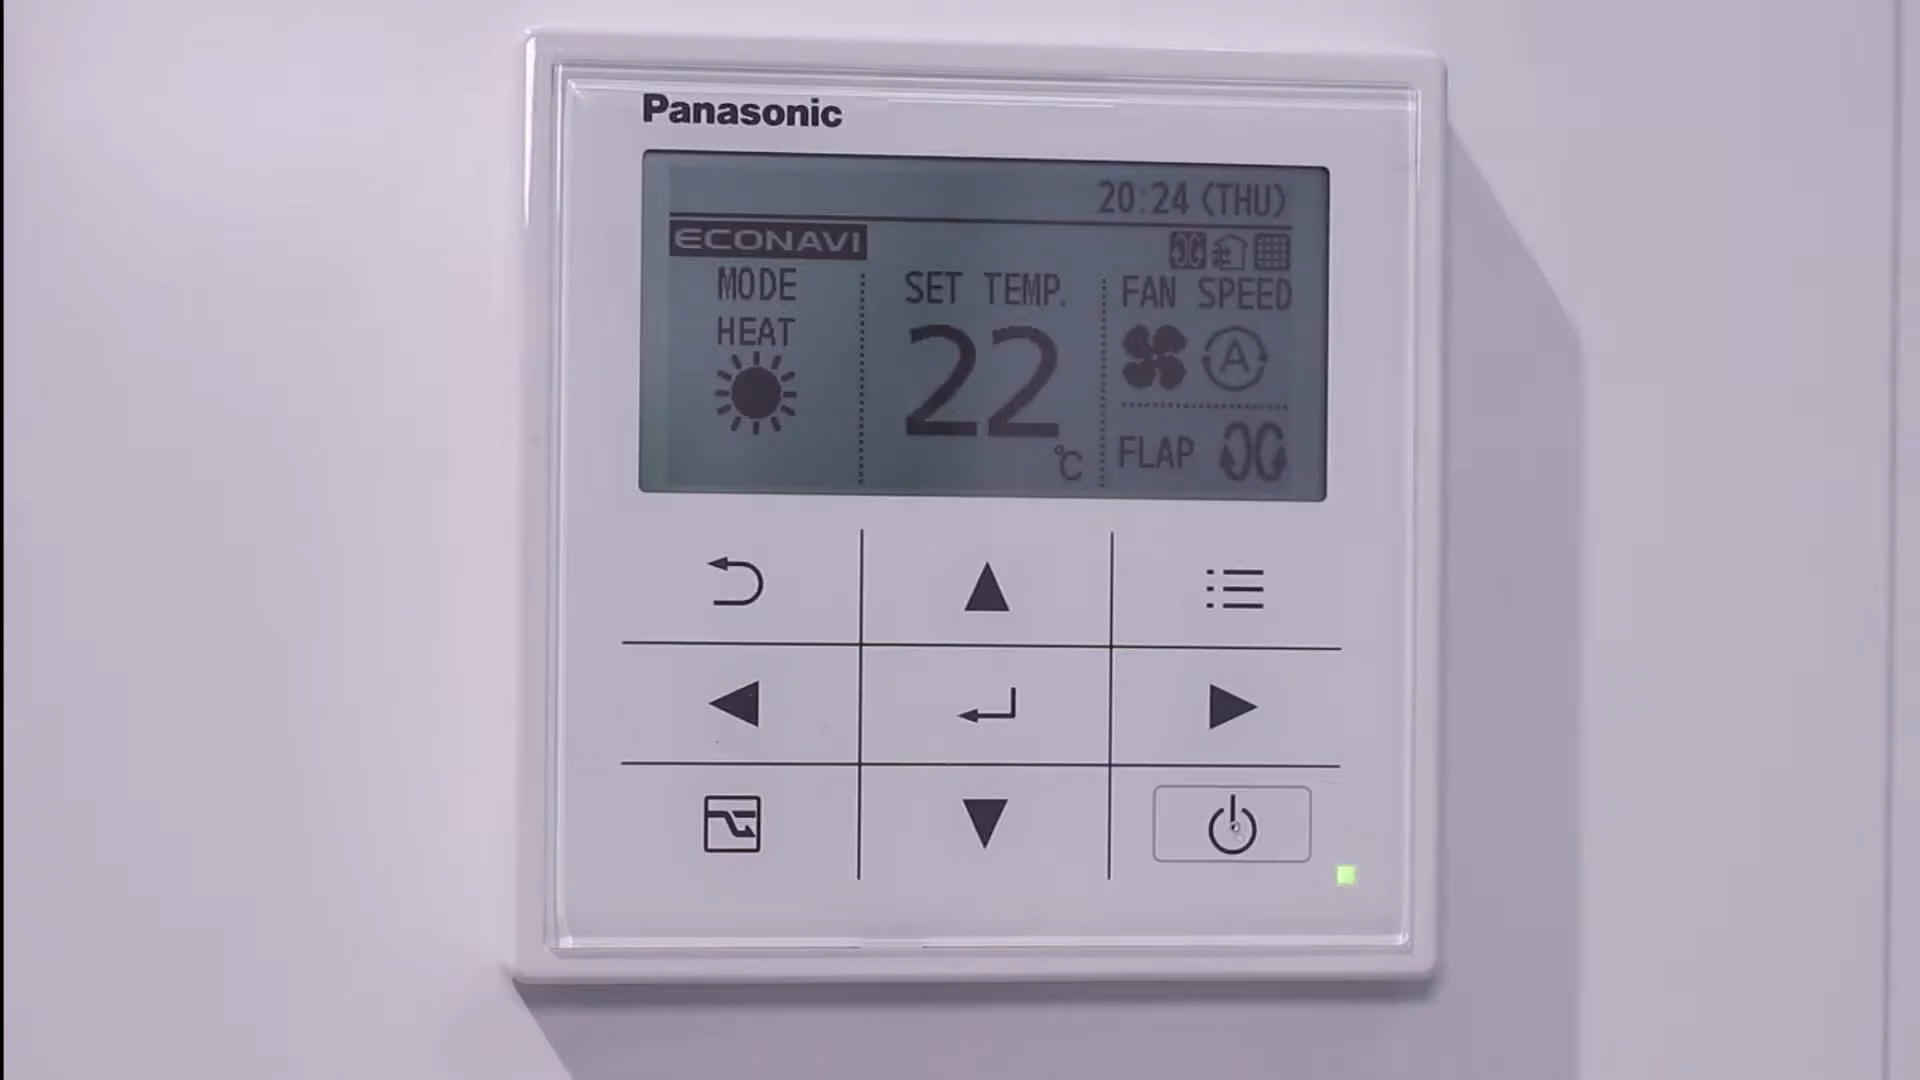 Panasonic
20:24 (THU)
ECONAVI
MODE
HEAT
SET TEMP.
22
℃
FAN SPEED
A
FLAP